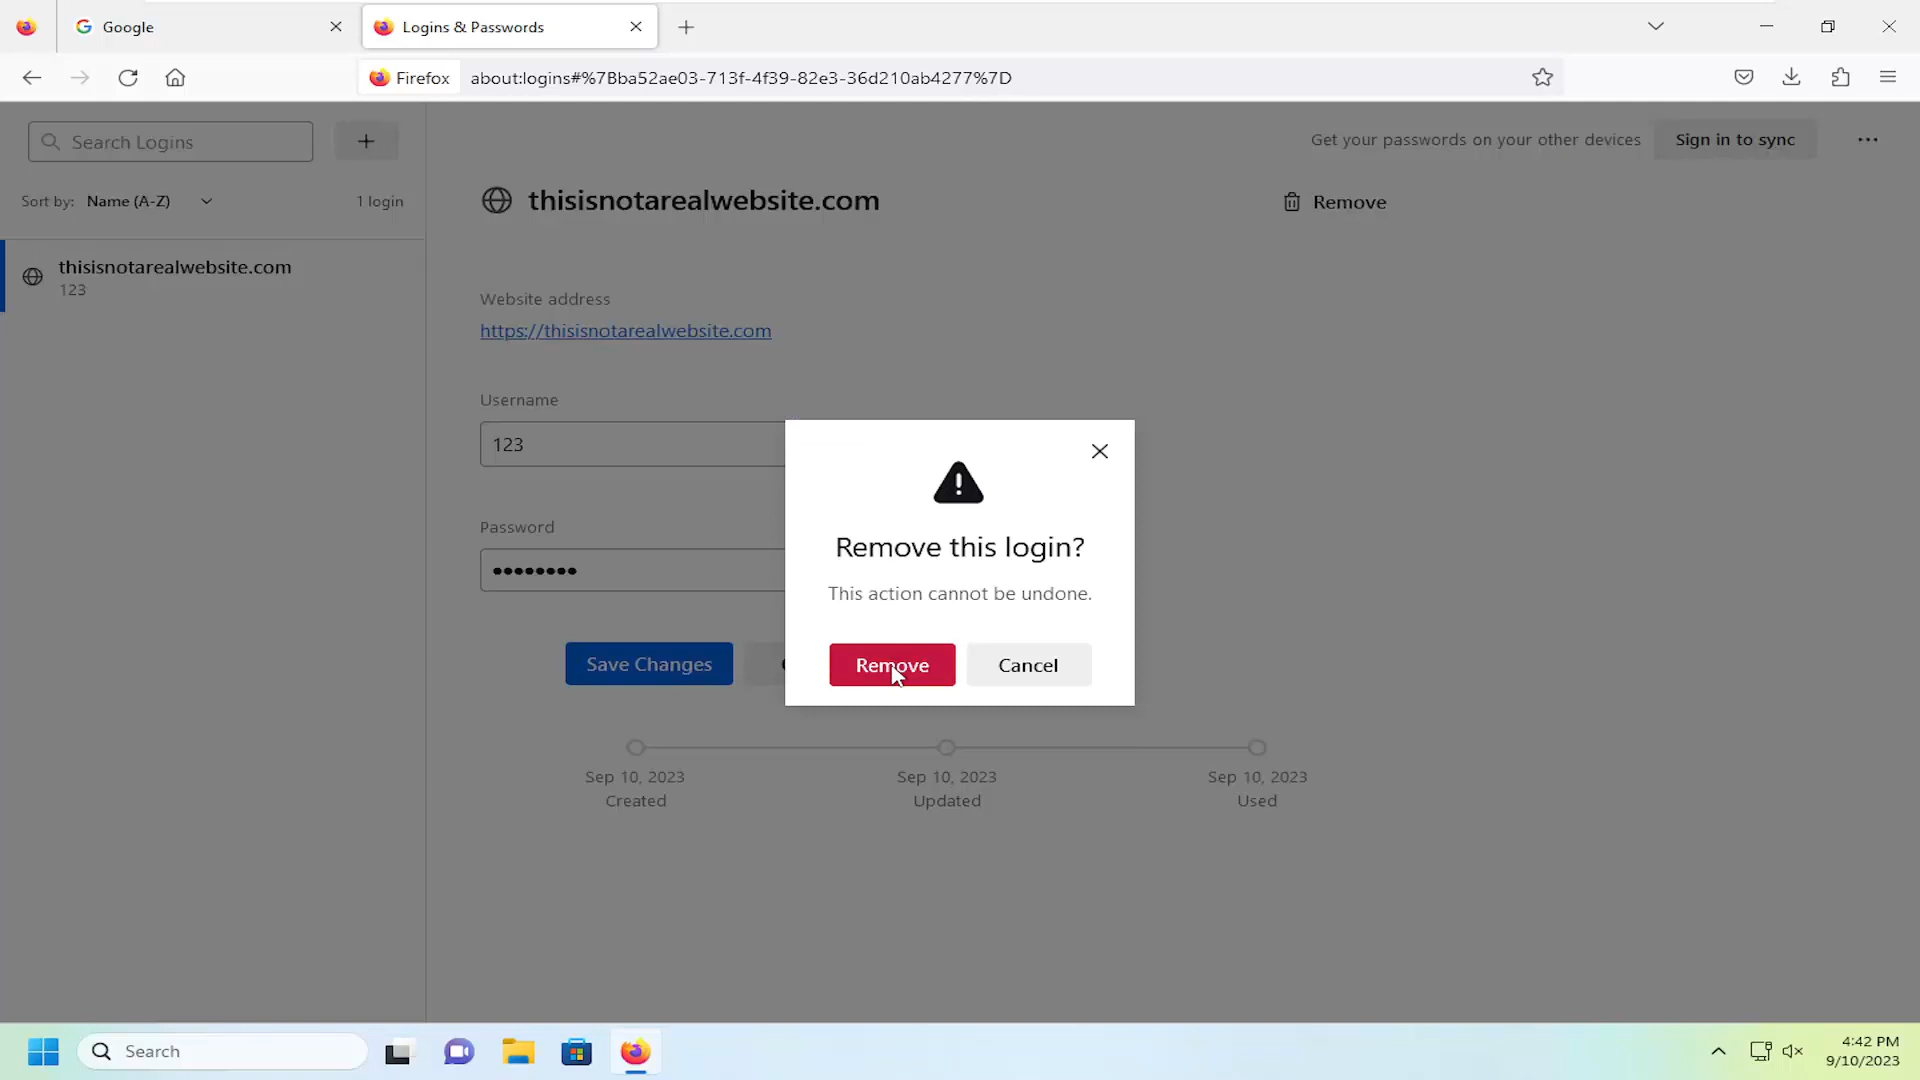 Google
Logins & Passwords
Firefox
about:logins#%7Bba52ae03-713f-4f39-82e3-36d210ab4277%7D
Search Logins
+
Get your passwords on your other devices
Sign in to sync
Sort by: Name (A-Z)
1 login
thisisnotarealwebsite.com
Remove
thisisnotarealwebsite.com
123
Website address
https://thisisnotarealwebsite.com
Username
123
Password
••••••••
Remove this login?
This action cannot be undone.
Remove
Cancel
Save Changes
Sep 10, 2023
Created
Sep 10, 2023
Updated
Sep 10, 2023
Used
Search
4:42 PM
9/10/2023